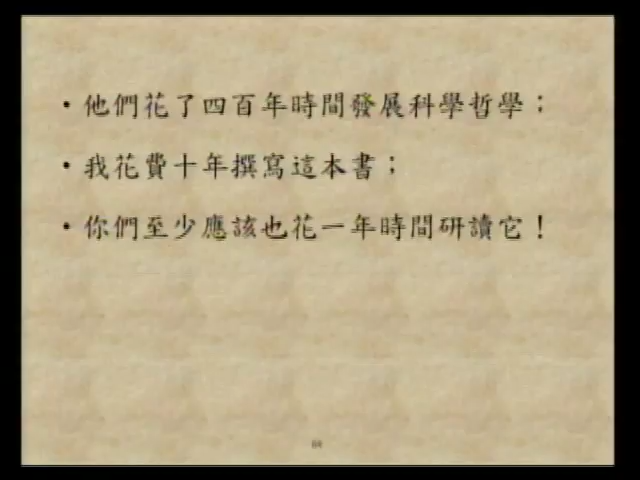 •他們花了四百年時間發展科學哲學；
•我花費十年撰寫這本書；
•你們至少應該也花一年時間研讀它！